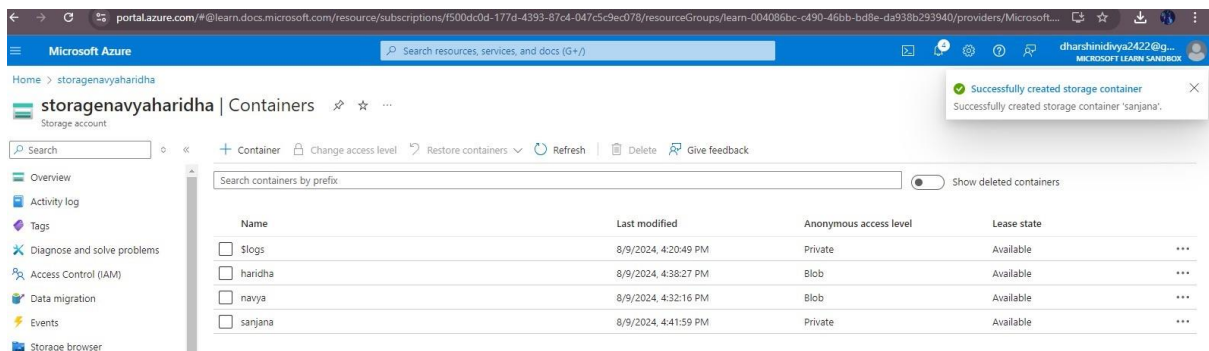 portal.azure.com/#@learn.docs.microsoft.com/resource/subscriptions/f500dc0d-177d-4393-87c4-047c5c9ec078/resourceGroups/learn-004086bc-c490-46bb-bd8e-da938b293940/providers/Microsoft....
Microsoft Azure
Search resources, services, and docs (G+/)
4
dharshinidivya2422@g...
MICROSOFT LEARN SANDBOX
Home > storagenavyaharidha
storagenavyaharidha | Containers ...
Storage account
Successfully created storage container
Successfully created storage container 'sanjana'.
Search
+ Container Change access level Restore containers Refresh Delete Give feedback
Overview
Search containers by prefix
Show deleted containers
Activity log
Tags
Name Last modified Anonymous access level Lease state
Diagnose and solve problems
$logs 8/9/2024, 4:20:49 PM Private Available ...
Access Control (IAM)
haridha 8/9/2024, 4:38:27 PM Blob Available ...
Data migration
navya 8/9/2024, 4:32:16 PM Blob Available ...
Events
sanjana 8/9/2024, 4:41:59 PM Private Available ...
Storage browser